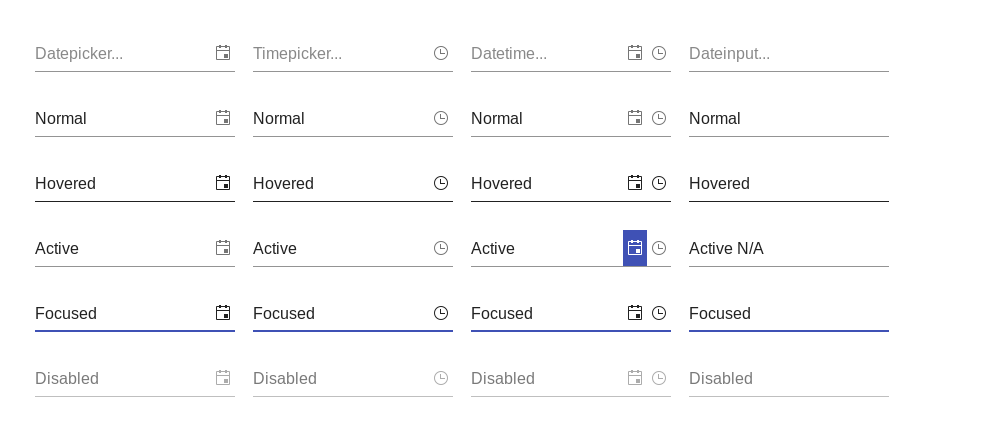 Datepicker... Timepicker... Datetime... Dateinput...
Normal Normal Normal Normal
Hovered Hovered Hovered Hovered
Active Active Active Active N/A
Focused Focused Focused Focused
Disabled Disabled Disabled Disabled